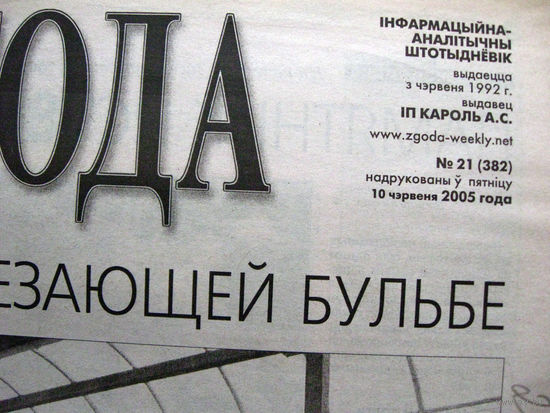 ОДА
ІНФАРМАЦЫЙНА-
АНАЛІТЫЧНЫ
ШТОТЫДНЁВІК
выдаецца
з чэрвеня 1992 г.
выдавец
ІП КАРОЛЬ А.С.
www.zgoda-weekly.net
№ 21 (382)
надрукованы ў пятніцу
10 чэрвеня 2005 года
ЕЗАЮЩЕЙ БУЛЬБЕ